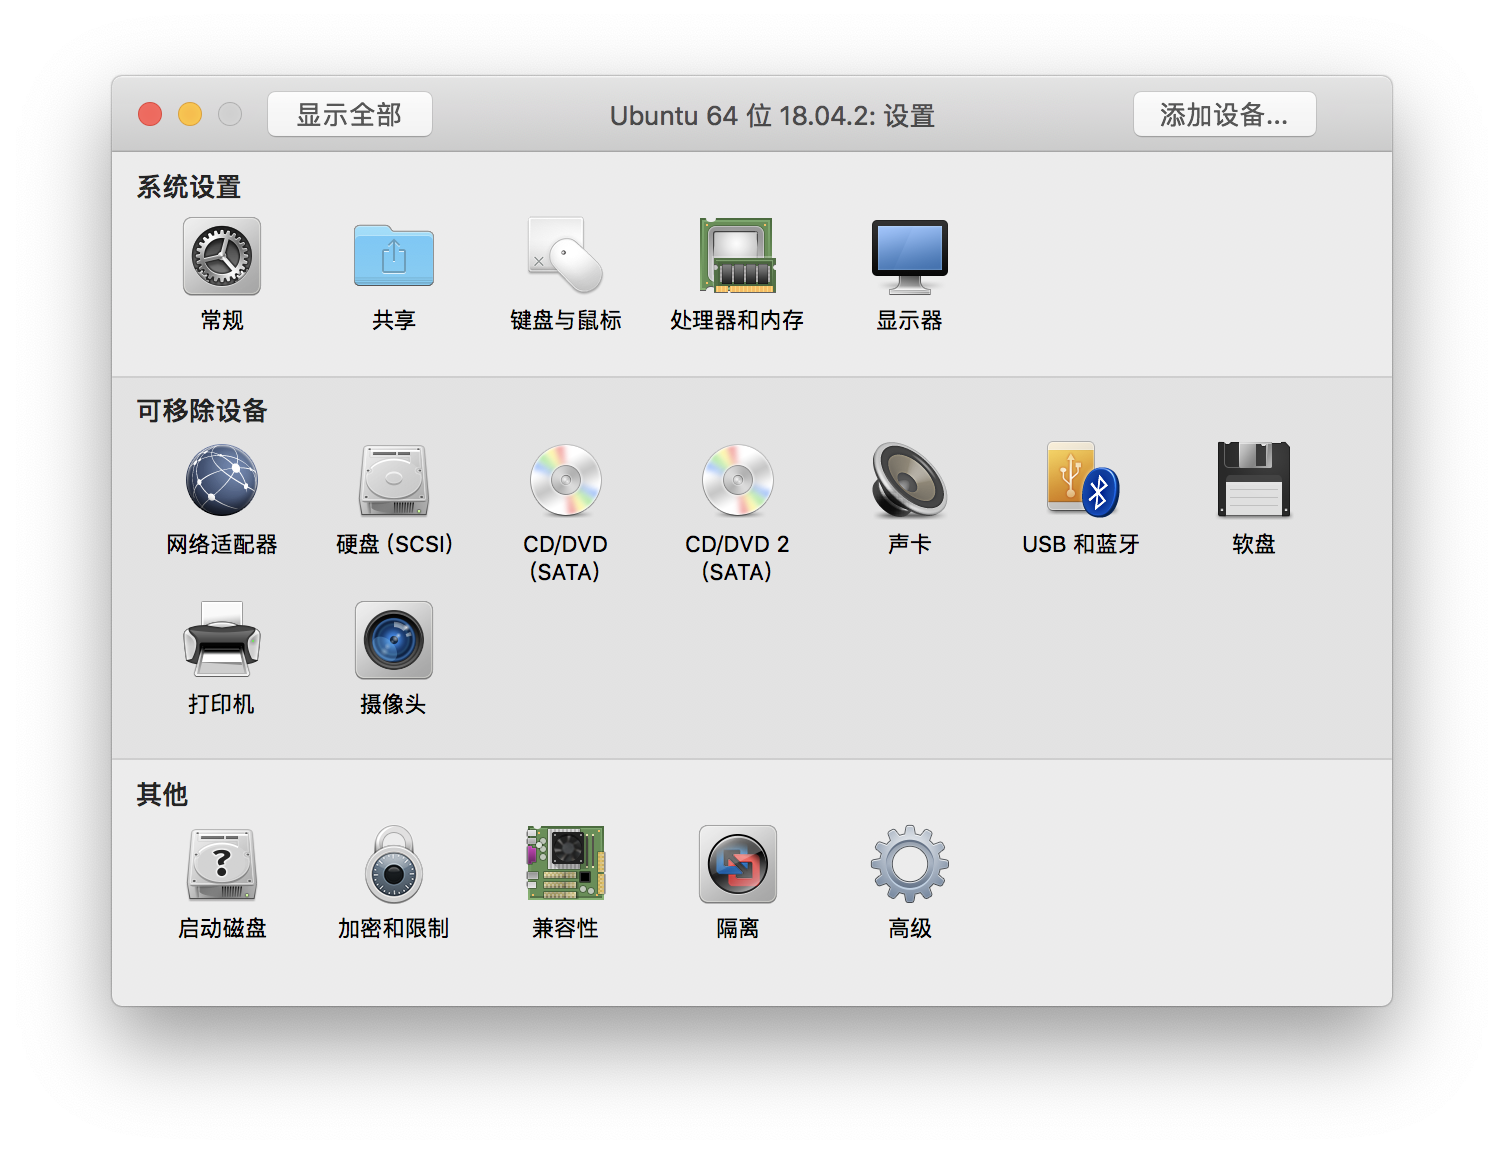 显示全部
Ubuntu 64 位 18.04.2: 设置
添加设备...
系统设置
常规
共享
键盘与鼠标
处理器和内存
显示器
可移除设备
网络适配器
硬盘 (SCSI)
CD/DVD
(SATA)
CD/DVD 2
(SATA)
声卡
USB 和蓝牙
软盘
打印机
摄像头
其他
启动磁盘
加密和限制
兼容性
隔离
高级